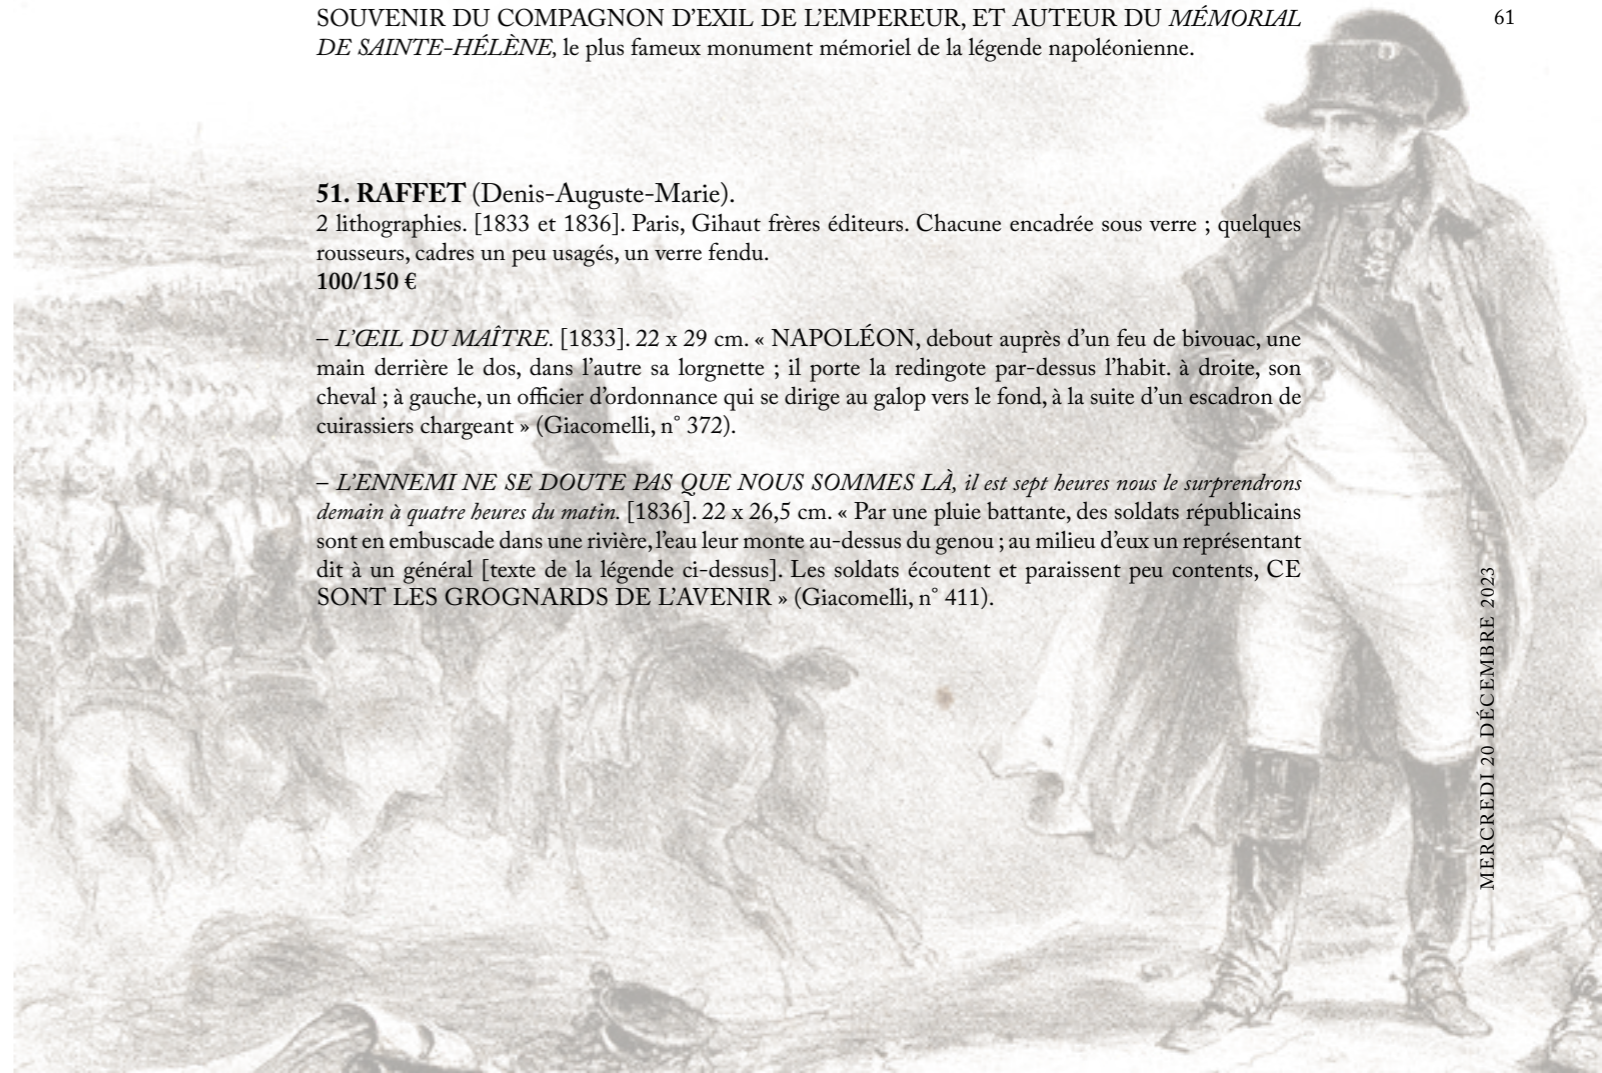 SOUVENIR DU COMPAGNON D’EXIL DE L’EMPEREUR, ET AUTEUR DU MÉMORIAL
DE SAINTE-HÉLÈNE, le plus fameux monument mémoriel de la légende napoléonienne.
61
51. RAFFET (Denis-Auguste-Marie).
2 lithographies. [1833 et 1836]. Paris, Gihaut frères éditeurs. Chacune encadrée sous verre ; quelques
rousseurs, cadres un peu usagés, un verre fendu.
100/150 €
– L’ŒIL DU MAÎTRE. [1833]. 22 x 29 cm. « NAPOLÉON, debout auprès d’un feu de bivouac, une
main derrière le dos, dans l’autre sa lorgnette ; il porte la redingote par-dessus l’habit. à droite, son
cheval ; à gauche, un officier d’ordonnance qui se dirige au galop vers le fond, à la suite d’un escadron de
cuirassiers chargeant » (Giacomelli, n° 372).
– L’ENNEMI NE SE DOUTE PAS QUE NOUS SOMMES LÀ, il est sept heures nous le surprendrons
demain à quatre heures du matin. [1836]. 22 x 26,5 cm. « Par une pluie battante, des soldats républicains
sont en embuscade dans une rivière, l’eau leur monte au-dessus du genou ; au milieu d’eux un représentant
dit à un général [texte de la légende ci-dessus]. Les soldats écoutent et paraissent peu contents, CE
SONT LES GROGNARDS DE L’AVENIR » (Giacomelli, n° 411).
MERCREDI 20 DÉCEMBRE 2023